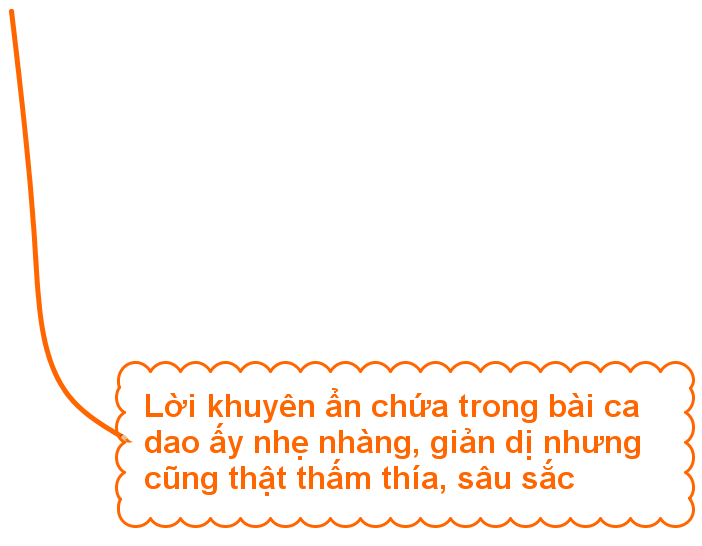 Lời khuyên ẩn chứa trong bài ca
dao ấy nhẹ nhàng, giản dị nhưng
cũng thật thấm thía, sâu sắc